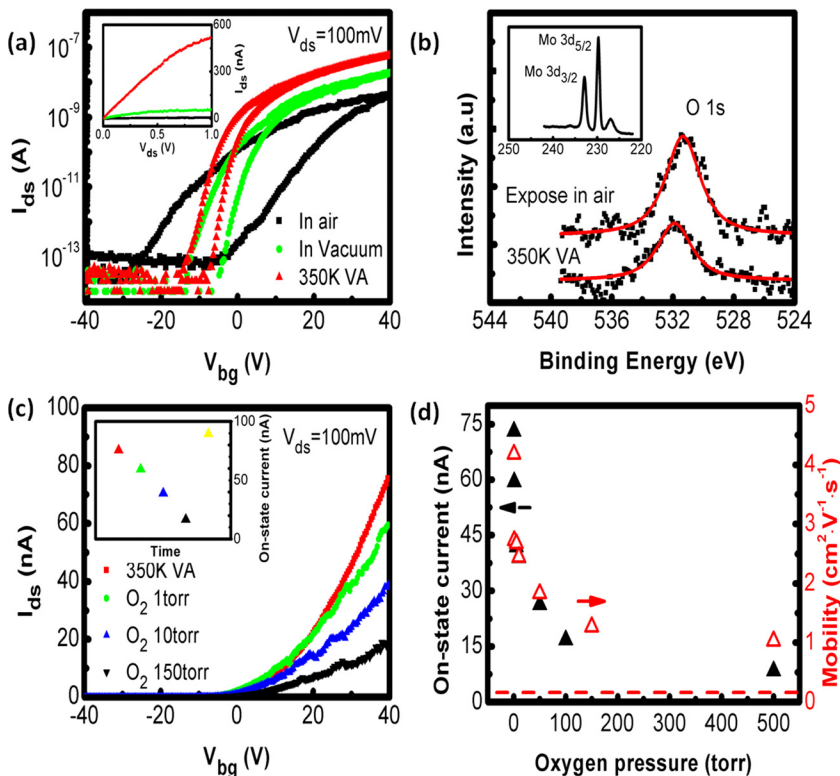 (a)
V_ds=100mV
I_ds (A)
10^-7
10^-9
10^-11
10^-13
-40 -20 0 20 40
V_bg (V)
In air
In Vacuum
350K VA
600
300
0
I_ds (nA)
0.0 0.5 1.0
V_ds (V)
(b)
Intensity (a.u)
Mo 3d_5/2
Mo 3d_3/2
250 240 230 220
O 1s
Expose in air
350K VA
544 540 536 532 528 524
Binding Energy (eV)
(c)
V_ds=100mV
I_ds (nA)
100
80
60
40
20
0
-40 -20 0 20 40
V_bg (V)
100
50
0
On-state current (nA)
Time
350K VA
O_2 1torr
O_2 10torr
O_2 150torr
(d)
On-state current (nA)
75
60
45
30
15
0
0 100 200 300 400 500
Oxygen pressure (torr)
5
4
3
2
1
0
Mobility (cm^2·V^-1·s^-1)